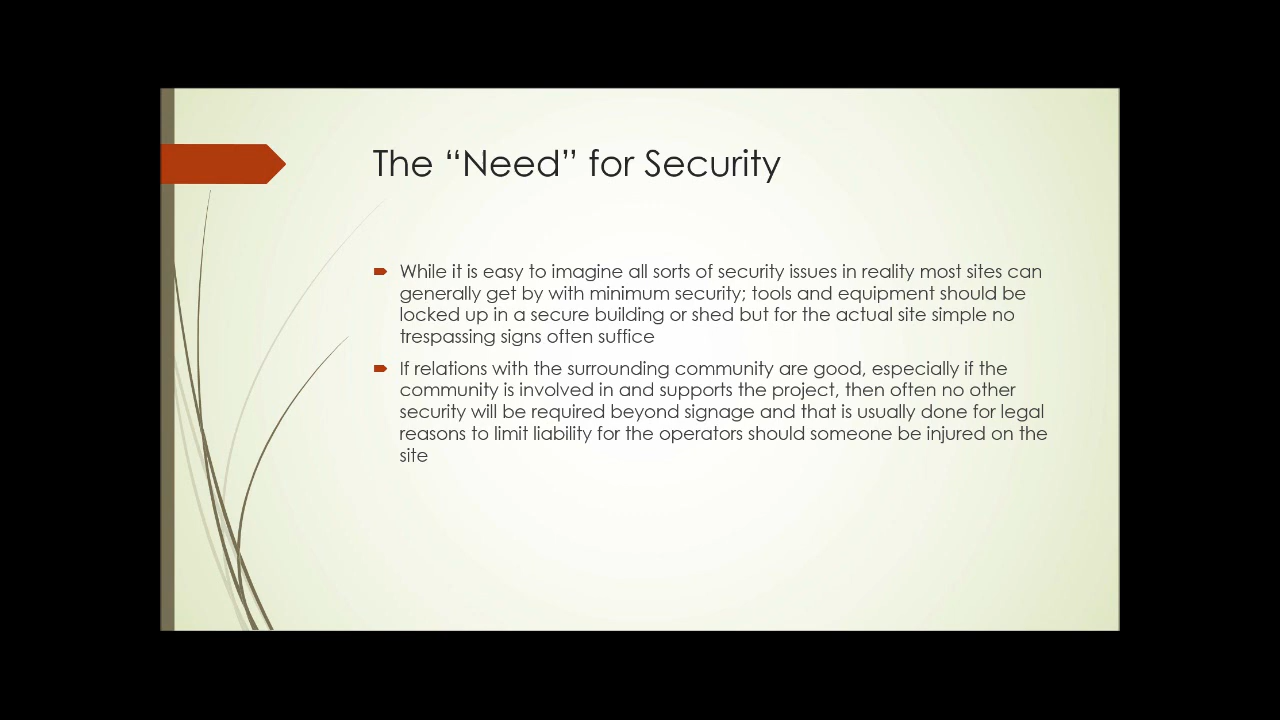 The “Need” for Security
While it is easy to imagine all sorts of security issues in reality most sites can
generally get by with minimum security; tools and equipment should be
locked up in a secure building or shed but for the actual site simple no
trespassing signs often suffice
If relations with the surrounding community are good, especially if the
community is involved in and supports the project, then often no other
security will be required beyond signage and that is usually done for legal
reasons to limit liability for the operators should someone be injured on the
site